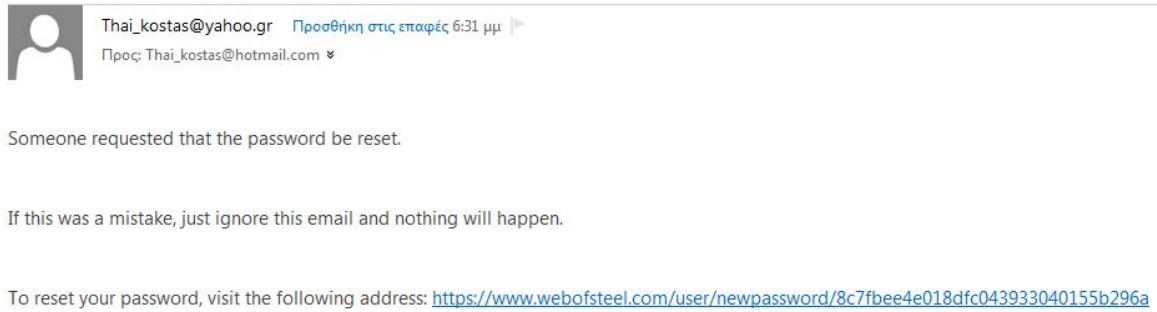 Thai_kostas@yahoo.gr Προσθήκη στις επαφές 6:31 μμ
Προς: Thai_kostas@hotmail.com
Someone requested that the password be reset.
If this was a mistake, just ignore this email and nothing will happen.
To reset your password, visit the following address: https://www.webofsteel.com/user/newpassword/8c7fbee4e018dfc043933040155b296a